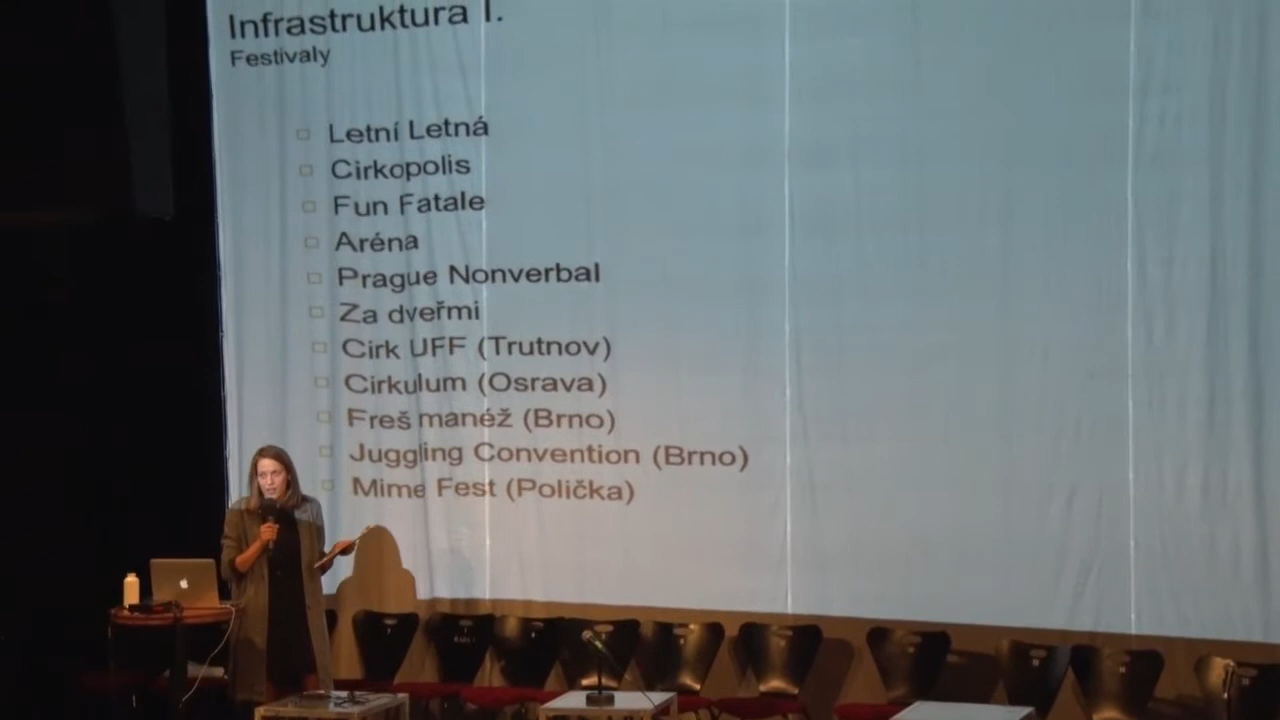 Infrastruktura I.
Festivaly
Letní Letná
Cirkopolis
Fun Fatale
Aréna
Prague Nonverbal
Za dveřmi
Cirk UFF (Trutnov)
Cirkulum (Osrava)
Freš manéž (Brno)
Juggling Convention (Brno)
Mime Fest (Polička)